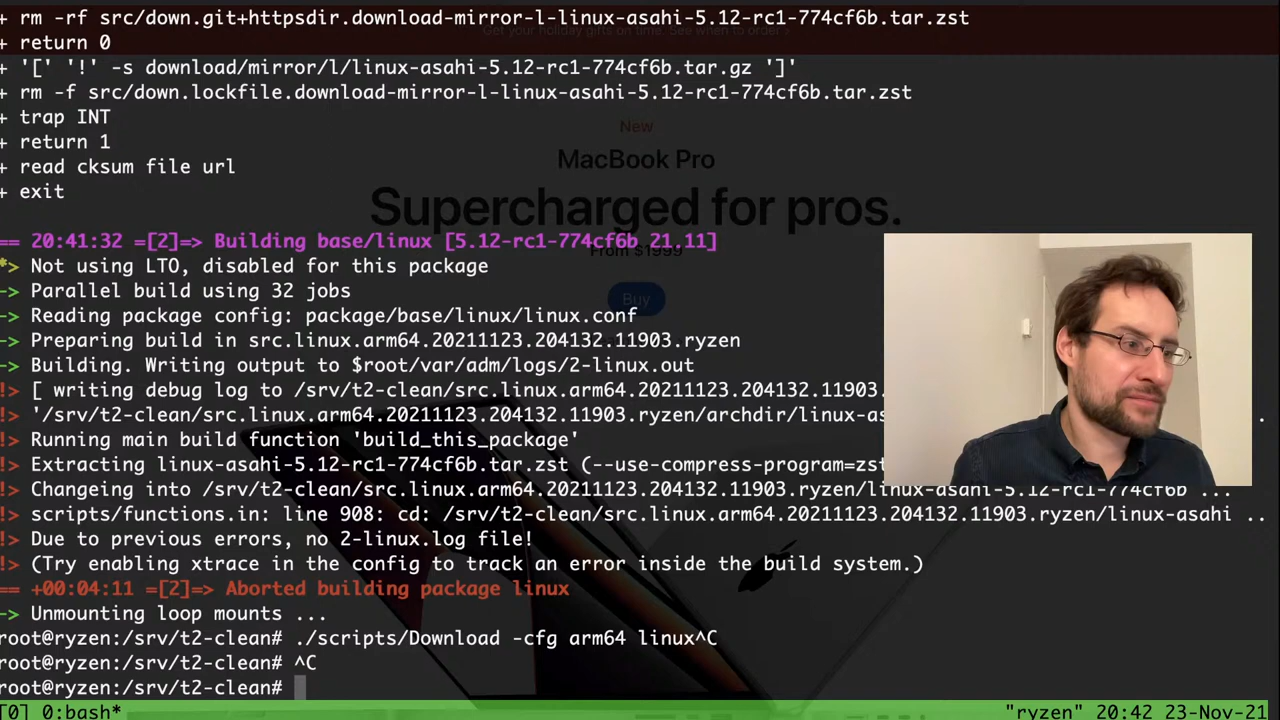 + rm -rf src/down.git+httpsdir.download-mirror-l-linux-asahi-5.12-rc1-774cf6b.tar.zst
Get your holiday gifts on time. See when to order >
+ return 0
+ '[' '!' -s download/mirror/l/linux-asahi-5.12-rc1-774cf6b.tar.gz ']'
+ rm -f src/down.lockfile.download-mirror-l-linux-asahi-5.12-rc1-774cf6b.tar.zst
+ trap INT
New
+ return 1
MacBook Pro
+ read cksum file url
+ exit
Supercharged for pros.
== 20:41:32 =[2]=> Building base/linux [5.12-rc1-774cf6b 21.11]
From $1999
*> Not using LTO, disabled for this package
-> Parallel build using 32 jobs
Buy
-> Reading package config: package/base/linux/linux.conf
-> Preparing build in src.linux.arm64.20211123.204132.11903.ryzen
-> Building. Writing output to $root/var/adm/logs/2-linux.out
!> [ writing debug log to /srv/t2-clean/src.linux.arm64.20211123.204132.11903.
!> '/srv/t2-clean/src.linux.arm64.20211123.204132.11903.ryzen/archdir/linux-as .
!> Running main build function 'build_this_package'
!> Extracting linux-asahi-5.12-rc1-774cf6b.tar.zst (--use-compress-program=zst
!> Changeing into /srv/t2-clean/src.linux.arm64.20211123.204132.11903.ryzen/linux-asahi-5.12-rc1-774cf6b ...
!> scripts/functions.in: line 908: cd: /srv/t2-clean/src.linux.arm64.20211123.204132.11903.ryzen/linux-asahi ..
!> Due to previous errors, no 2-linux.log file!
!> (Try enabling xtrace in the config to track an error inside the build system.)
== +00:04:11 =[2]=> Aborted building package linux
-> Unmounting loop mounts ...
root@ryzen:/srv/t2-clean# ./scripts/Download -cfg arm64 linux^C
root@ryzen:/srv/t2-clean# ^C
root@ryzen:/srv/t2-clean#
[0] 0:bash* "ryzen" 20:42 23-Nov-21